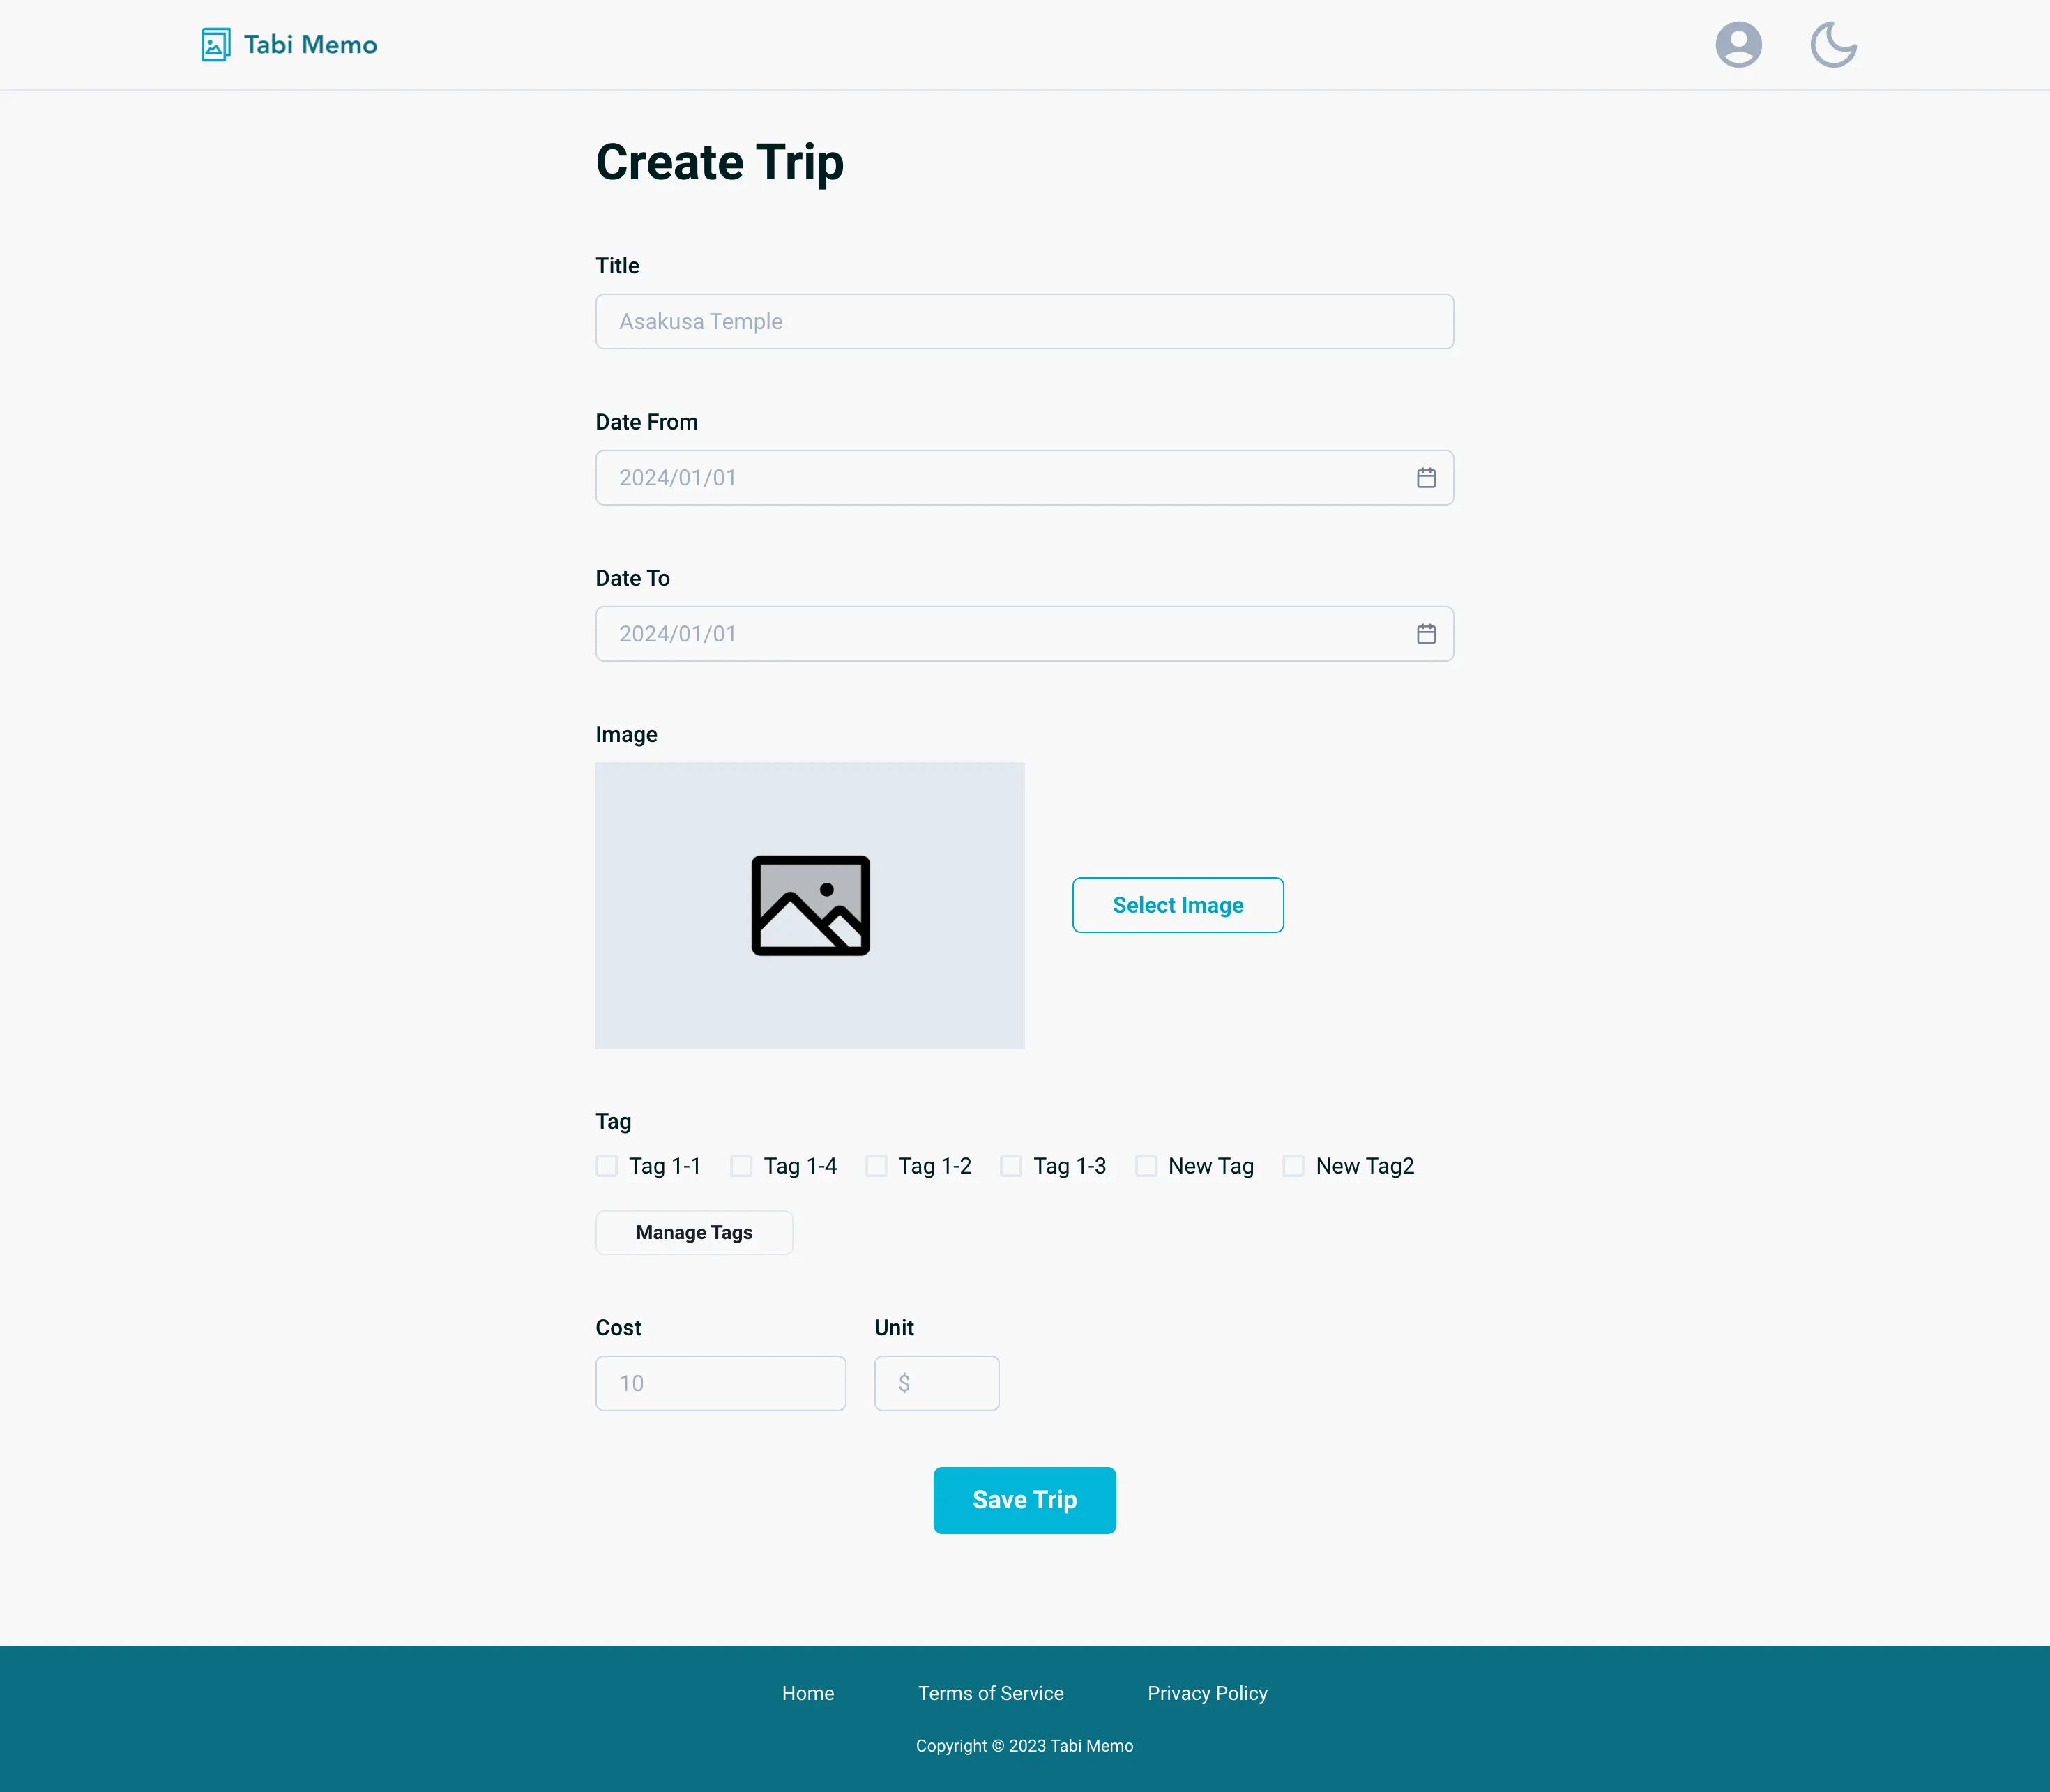 Tabi Memo
Create Trip
Title
Asakusa Temple
Date From
2024/01/01
Date To
2024/01/01
Image
Select Image
Tag
Tag 1-1 Tag 1-4 Tag 1-2 Tag 1-3 New Tag New Tag2
Manage Tags
Cost Unit
10 $
Save Trip
Home Terms of Service Privacy Policy
Copyright © 2023 Tabi Memo